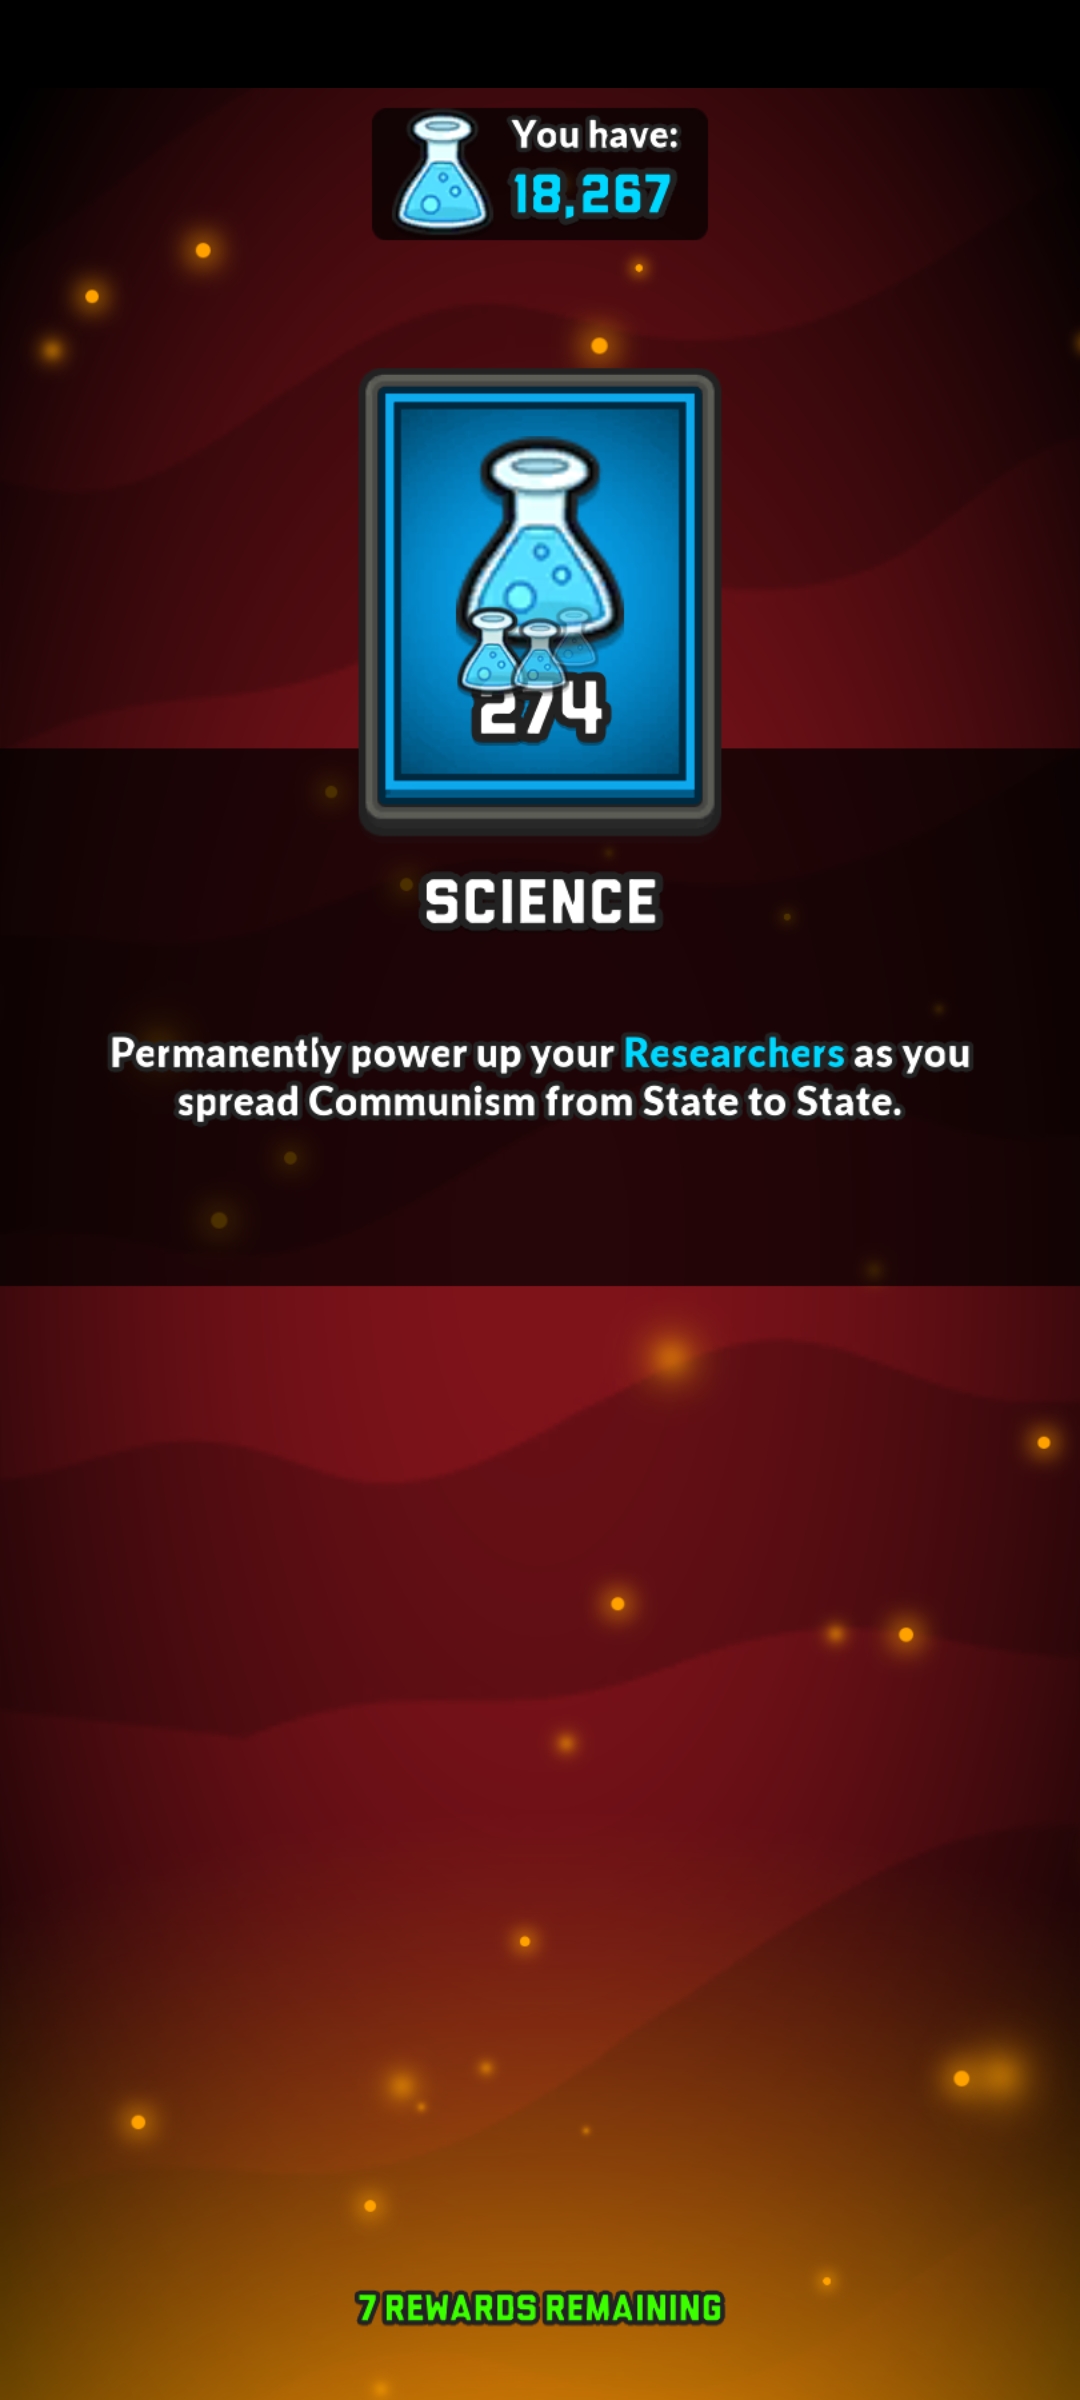 You have:
18,267
274
SCIENCE
Permanently power up your Researchers as you
spread Communism from State to State.
7 REWARDS REMAINING